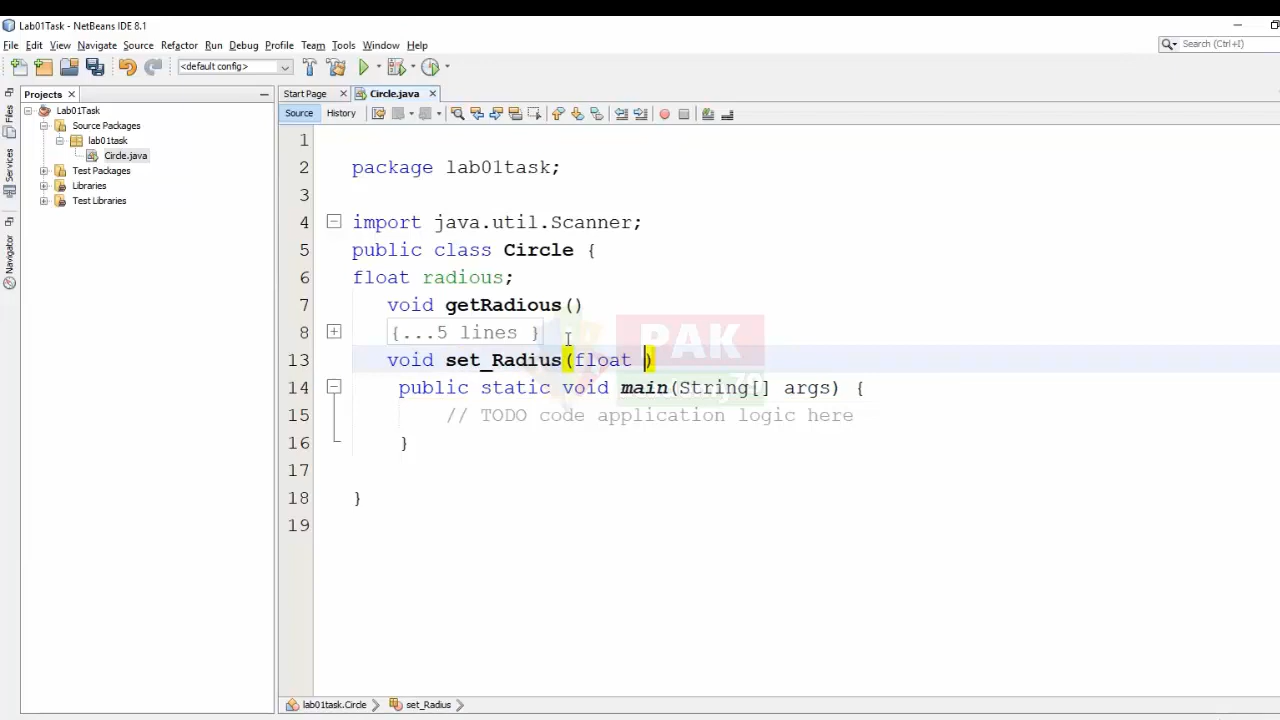 Lab01Task - NetBeans IDE 8.1
File Edit View Navigate Source Refactor Run Debug Profile Team Tools Window Help
Search (Ctrl+I)
<default config>
Projects
Start Page
Circle.java
Files
Services
Navigator
Lab01Task
Source Packages
lab01task
Circle.java
Test Packages
Libraries
Test Libraries
Source History
1
2 package lab01task;
3
4 import java.util.Scanner;
5 public class Circle {
6 float radious;
7 void getRadious()
8 {...5 lines }
13 void set_Radius(float )
14 public static void main(String[] args) {
15 // TODO code application logic here
16 }
17
18 }
19
PAK
lab01task.Circle
set_Radius